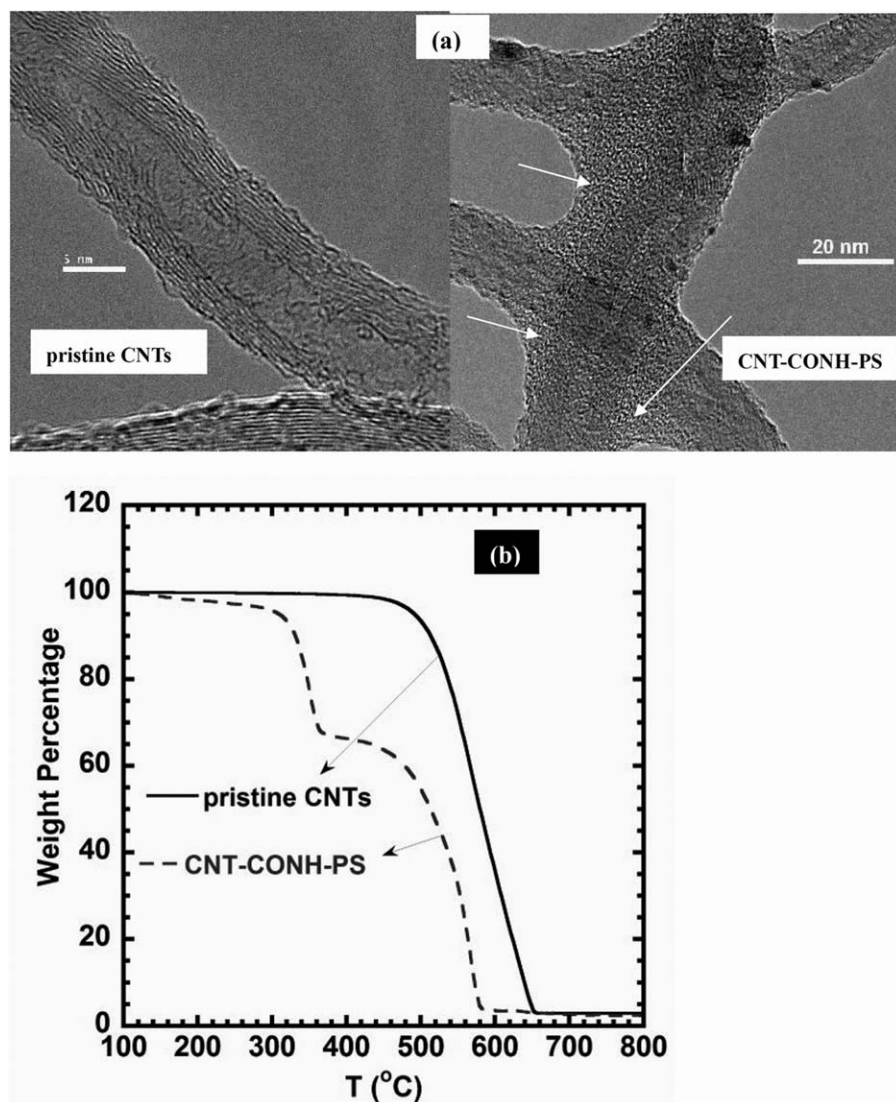 (a)
5 nm
pristine CNTs
20 nm
CNT-CONH-PS
120
(b)
100
80
60
40
20
0
Weight Percentage
pristine CNTs
CNT-CONH-PS
100 200 300 400 500 600 700 800
T (°C)